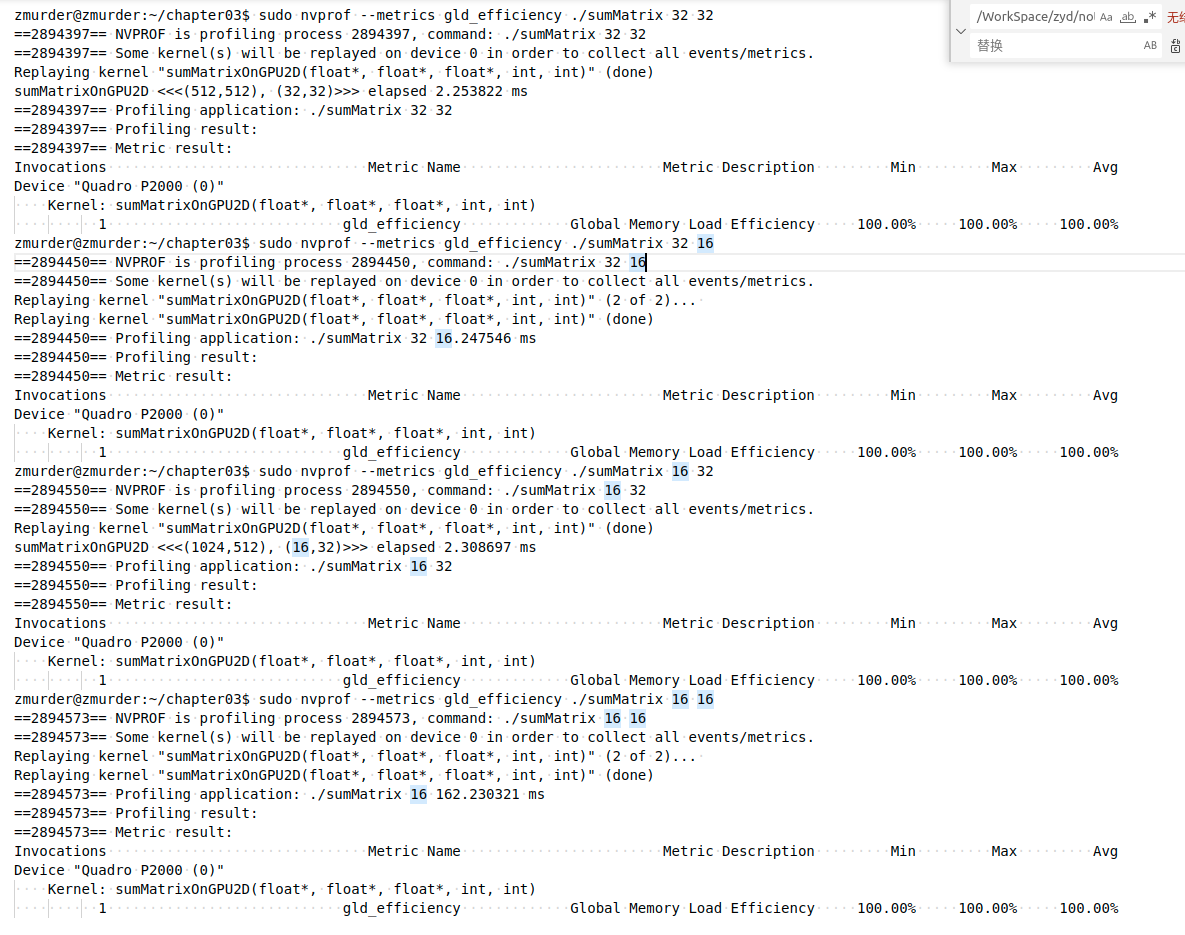 zmurder@zmurder:~/chapter03$ sudo nvprof --metrics gld_efficiency ./sumMatrix 32 32
==2894397== NVPROF is profiling process 2894397, command: ./sumMatrix 32 32
==2894397== Some kernel(s) will be replayed on device 0 in order to collect all events/metrics.
Replaying kernel "sumMatrixOnGPU2D(float*, float*, float*, int, int)" (done)
sumMatrixOnGPU2D <<<(512,512), (32,32)>>> elapsed 2.253822 ms
==2894397== Profiling application: ./sumMatrix 32 32
==2894397== Profiling result:
==2894397== Metric result:
Invocations Metric Name Metric Description Min Max Avg
Device "Quadro P2000 (0)"
Kernel: sumMatrixOnGPU2D(float*, float*, float*, int, int)
1 gld_efficiency Global Memory Load Efficiency 100.00% 100.00% 100.00%
zmurder@zmurder:~/chapter03$ sudo nvprof --metrics gld_efficiency ./sumMatrix 32 16
==2894450== NVPROF is profiling process 2894450, command: ./sumMatrix 32 16
==2894450== Some kernel(s) will be replayed on device 0 in order to collect all events/metrics.
Replaying kernel "sumMatrixOnGPU2D(float*, float*, float*, int, int)" (2 of 2)...
Replaying kernel "sumMatrixOnGPU2D(float*, float*, float*, int, int)" (done)
==2894450== Profiling application: ./sumMatrix 32 16.247546 ms
==2894450== Profiling result:
==2894450== Metric result:
Invocations Metric Name Metric Description Min Max Avg
Device "Quadro P2000 (0)"
Kernel: sumMatrixOnGPU2D(float*, float*, float*, int, int)
1 gld_efficiency Global Memory Load Efficiency 100.00% 100.00% 100.00%
zmurder@zmurder:~/chapter03$ sudo nvprof --metrics gld_efficiency ./sumMatrix 16 32
==2894550== NVPROF is profiling process 2894550, command: ./sumMatrix 16 32
==2894550== Some kernel(s) will be replayed on device 0 in order to collect all events/metrics.
Replaying kernel "sumMatrixOnGPU2D(float*, float*, float*, int, int)" (done)
sumMatrixOnGPU2D <<<(1024,512), (16,32)>>> elapsed 2.308697 ms
==2894550== Profiling application: ./sumMatrix 16 32
==2894550== Profiling result:
==2894550== Metric result:
Invocations Metric Name Metric Description Min Max Avg
Device "Quadro P2000 (0)"
Kernel: sumMatrixOnGPU2D(float*, float*, float*, int, int)
1 gld_efficiency Global Memory Load Efficiency 100.00% 100.00% 100.00%
zmurder@zmurder:~/chapter03$ sudo nvprof --metrics gld_efficiency ./sumMatrix 16 16
==2894573== NVPROF is profiling process 2894573, command: ./sumMatrix 16 16
==2894573== Some kernel(s) will be replayed on device 0 in order to collect all events/metrics.
Replaying kernel "sumMatrixOnGPU2D(float*, float*, float*, int, int)" (2 of 2)...
Replaying kernel "sumMatrixOnGPU2D(float*, float*, float*, int, int)" (done)
==2894573== Profiling application: ./sumMatrix 16 162.230321 ms
==2894573== Profiling result:
==2894573== Metric result:
Invocations Metric Name Metric Description Min Max Avg
Device "Quadro P2000 (0)"
Kernel: sumMatrixOnGPU2D(float*, float*, float*, int, int)
1 gld_efficiency Global Memory Load Efficiency 100.00% 100.00% 100.00%
/WorkSpace/zyd/no Aa ab .* 无
替换 AB